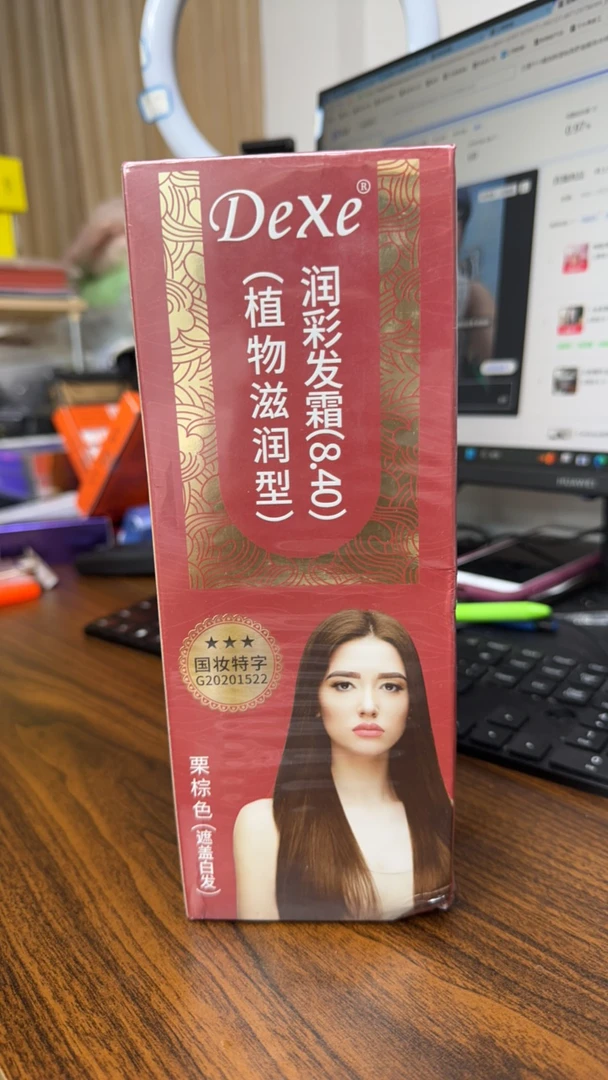 DeXe®
润彩发霜(8.40)
(植物滋润型)
★★★
国妆特字
G20201522
栗棕色(遮盖白发)
HUAWEI